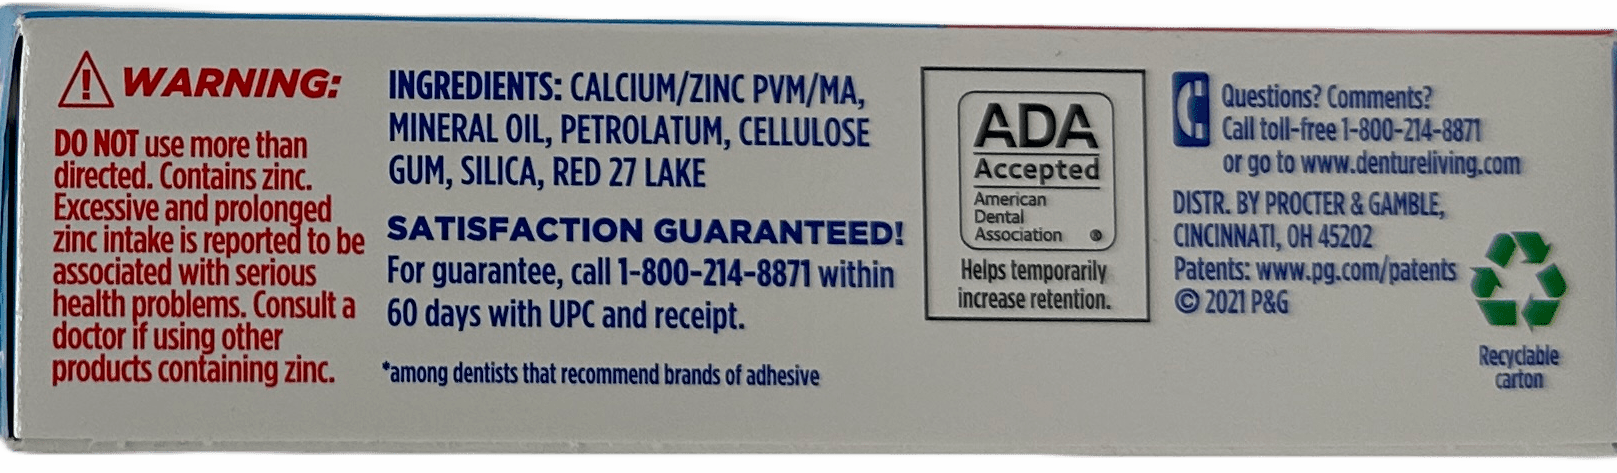 WARNING:
DO NOT use more than
directed. Contains zinc.
Excessive and prolonged
zinc intake is reported to be
associated with serious
health problems. Consult a
doctor if using other
products containing zinc.
INGREDIENTS: CALCIUM/ZINC PVM/MA,
MINERAL OIL, PETROLATUM, CELLULOSE
GUM, SILICA, RED 27 LAKE
SATISFACTION GUARANTEED!
For guarantee, call 1-800-214-8871 within
60 days with UPC and receipt.
*among dentists that recommend brands of adhesive
ADA
Accepted
American
Dental
Association ®
Helps temporarily
increase retention.
Questions? Comments?
Call toll-free 1-800-214-8871
or go to www.dentureliving.com
DISTR. BY PROCTER & GAMBLE,
CINCINNATI, OH 45202
Patents: www.pg.com/patents
© 2021 P&G
Recyclable
carton